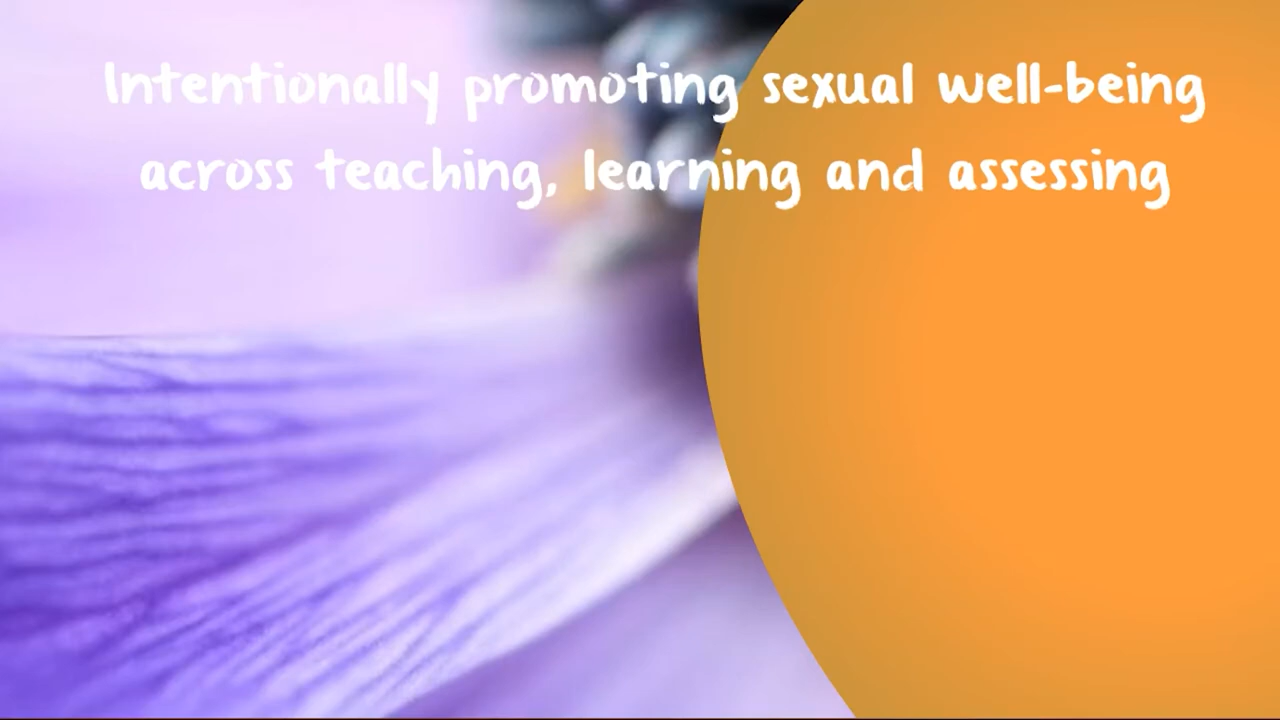 Intentionally promoting sexual well-being
across teaching, learning and assessing